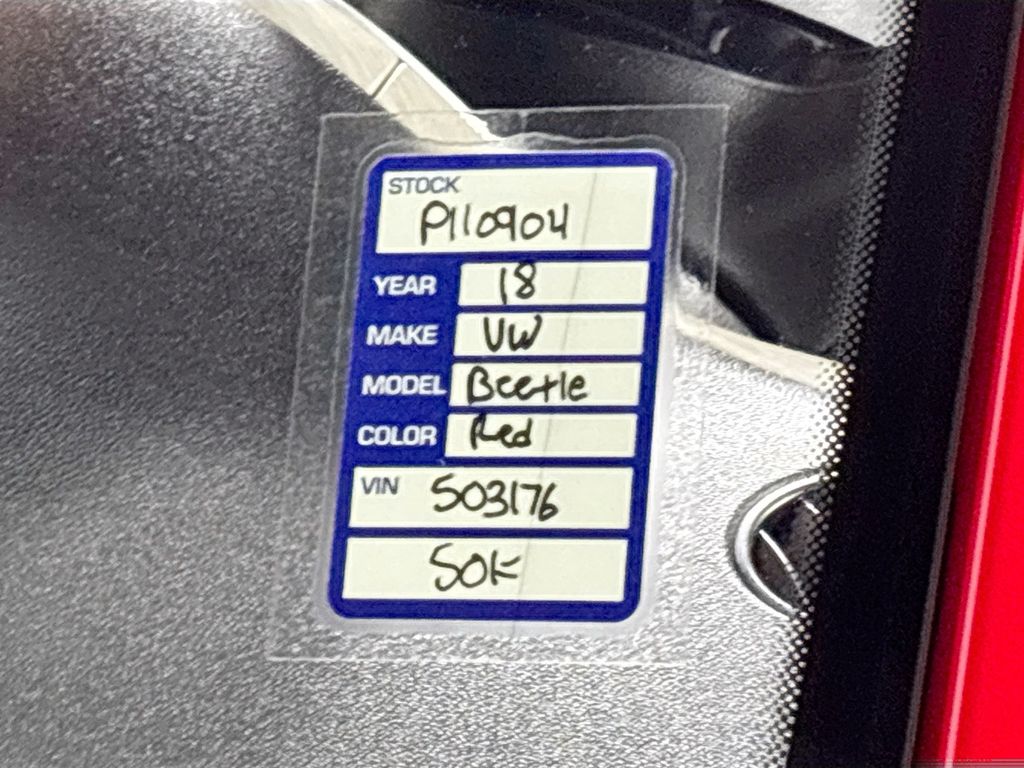 STOCK
P110904
YEAR 18
MAKE VW
MODEL Beetle
COLOR Red
VIN 503176
50K